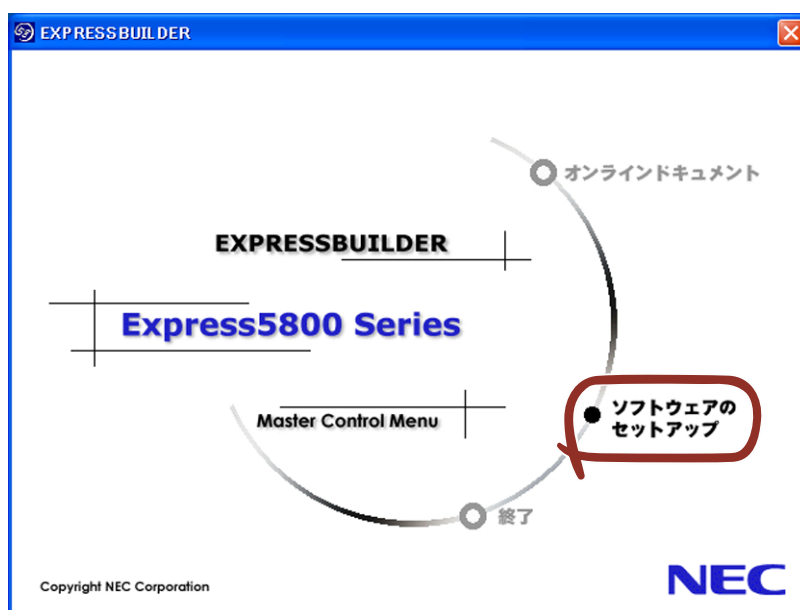 EXPRESSBUILDER
オンラインドキュメント
EXPRESSBUILDER
Express5800 Series
ソフトウェアの
セットアップ
Master Control Menu
終了
Copyright NEC Corporation
NEC